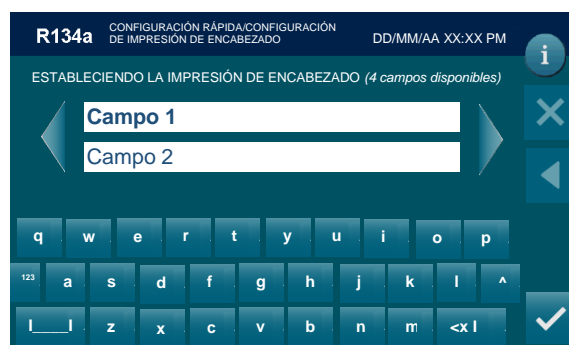 R134a
CONFIGURACIÓN RÁPIDA/CONFIGURACIÓN
DE IMPRESIÓN DE ENCABEZADO
DD/MM/AA XX:XX PM
i
ESTABLECIENDO LA IMPRESIÓN DE ENCABEZADO (4 campos disponibles)
Campo 1
Campo 2
q w e r t y u i o p
123 a s d f g h j k l ^
l____l z x c v b n m <x l